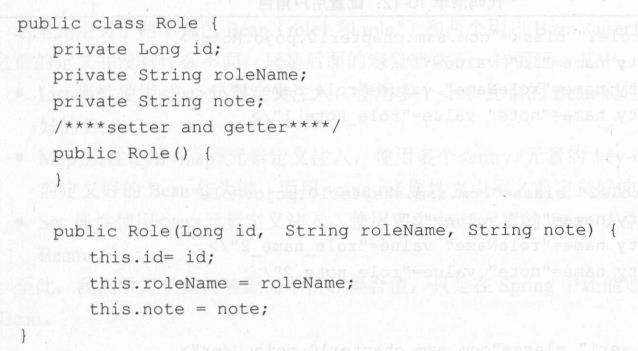 public class Role {
    private Long id;
    private String roleName;
    private String note;
    /****setter and getter****/
    public Role() {
    }
    public Role(Long id, String roleName, String note) {
        this.id= id;
        this.roleName = roleName;
        this.note = note;
}